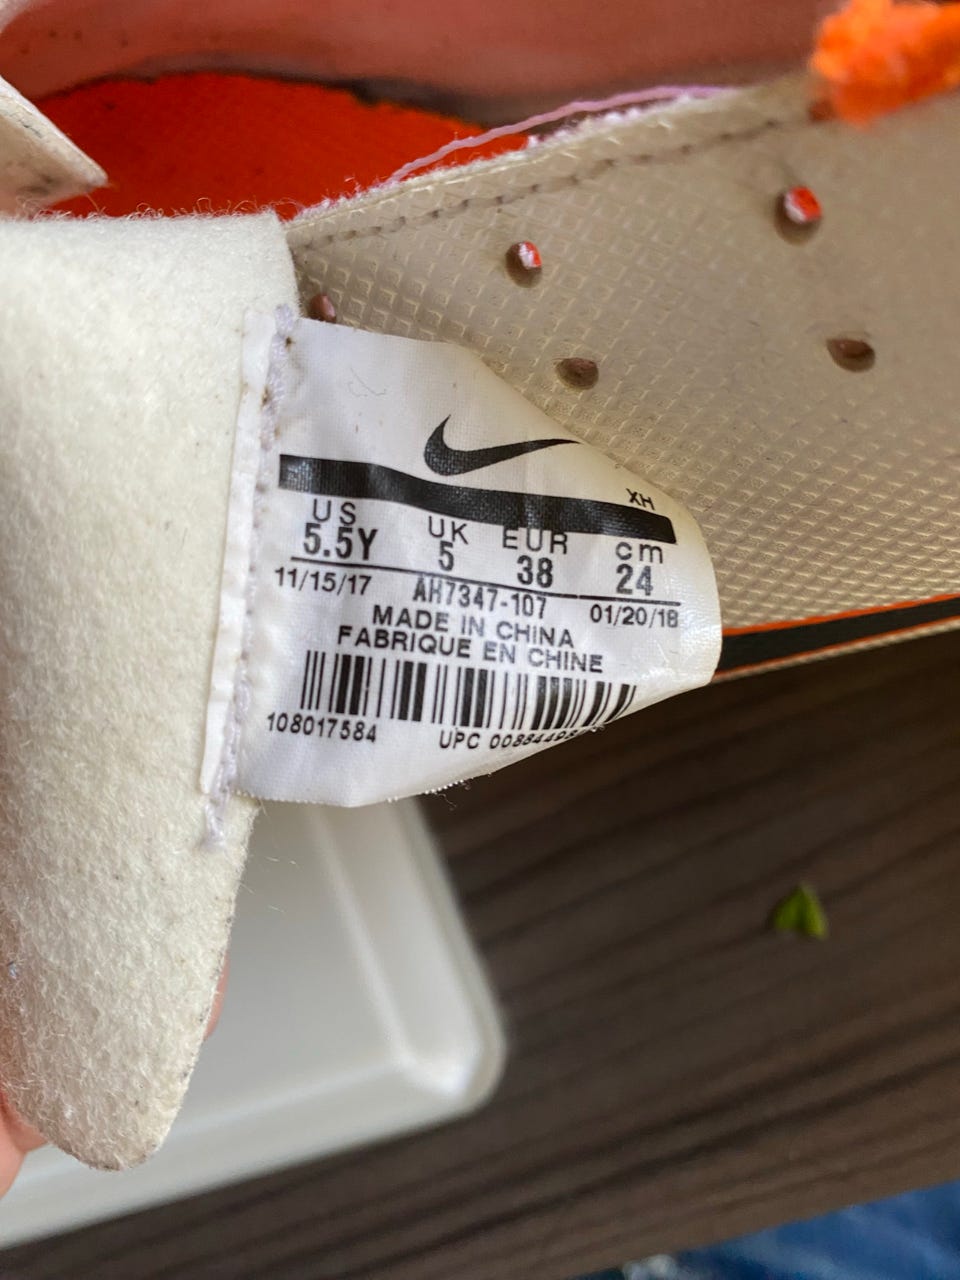 XH
US UK EUR cm
5.5Y 5 38 24
11/15/17 AH7347-107 01/20/18
MADE IN CHINA
FABRIQUE EN CHINE
108017584 UPC